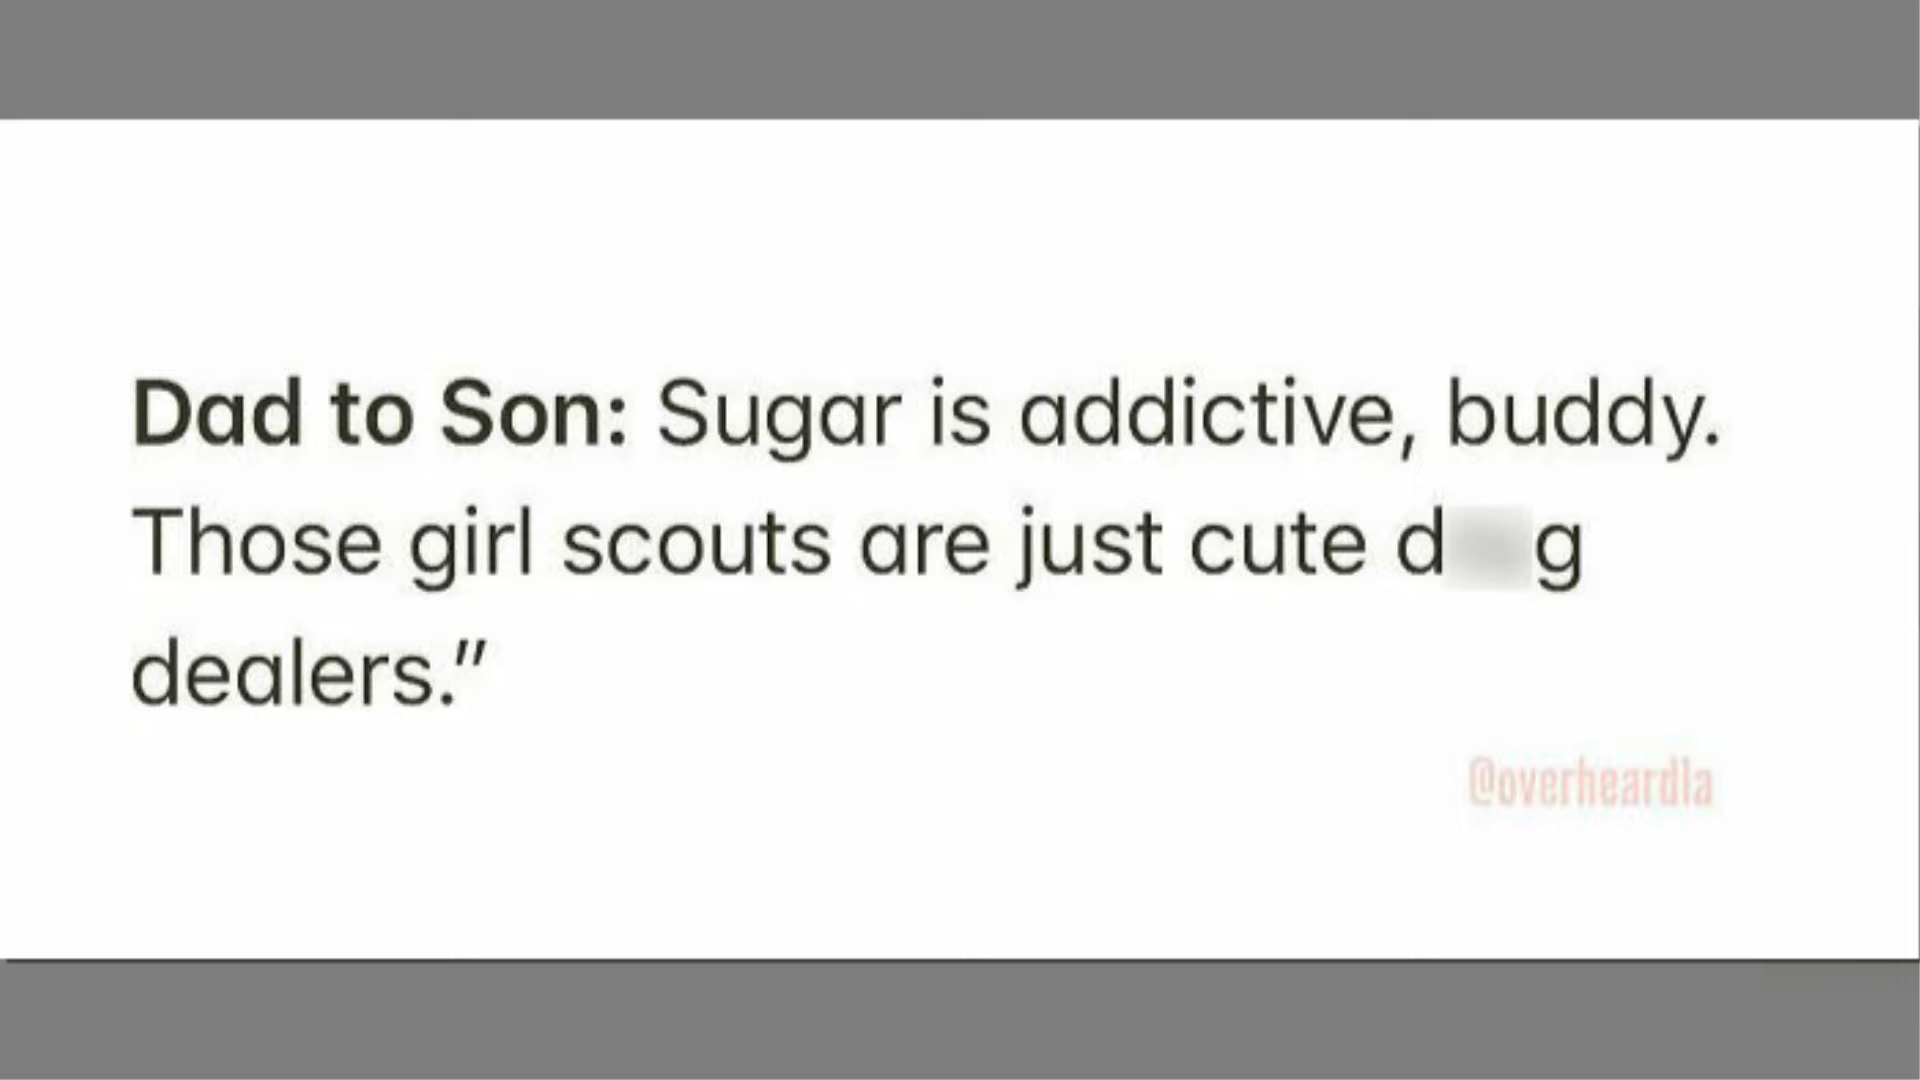 Dad to Son: Sugar is addictive, buddy.
Those girl scouts are just cute
dealers.”
@overheardla